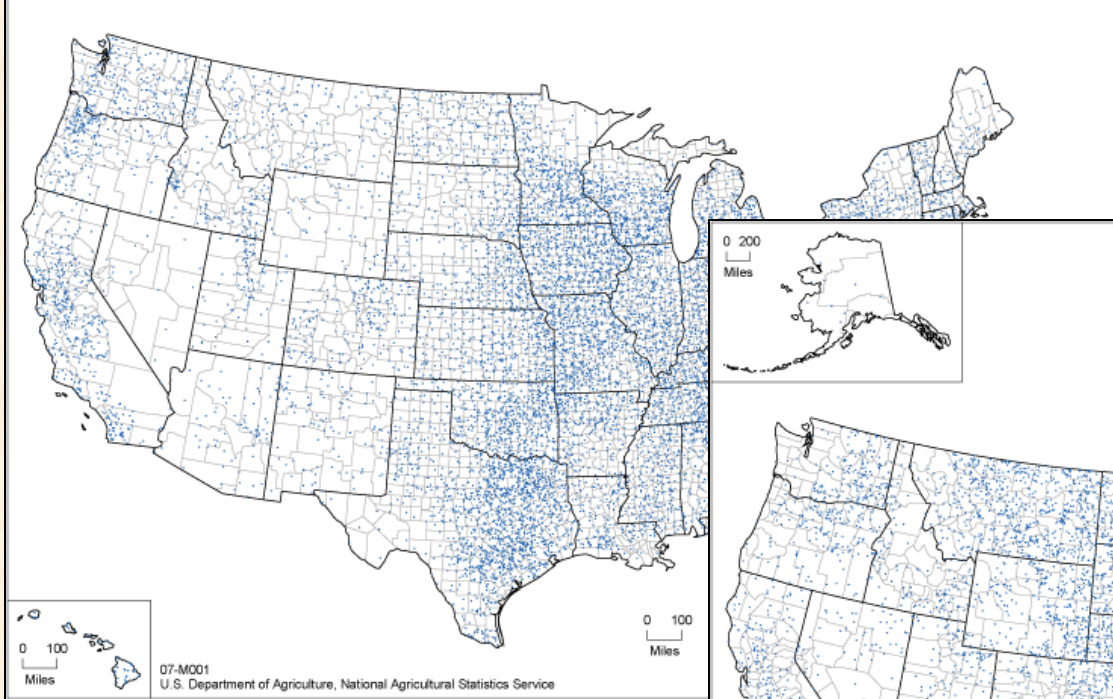 0 200
Miles
0 100
Miles
0 100
Miles
07-M001
U.S. Department of Agriculture, National Agricultural Statistics Service